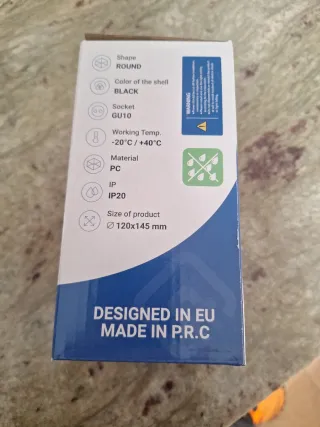 Shape
ROUND
Color of the shell
BLACK
Socket
GU10
Working Temp.
-20°C / +40°C
Material
PC
IP
IP20
Size of product
Ø 120x145 mm
WARNING
DESIGNED IN EU
MADE IN P.R.C